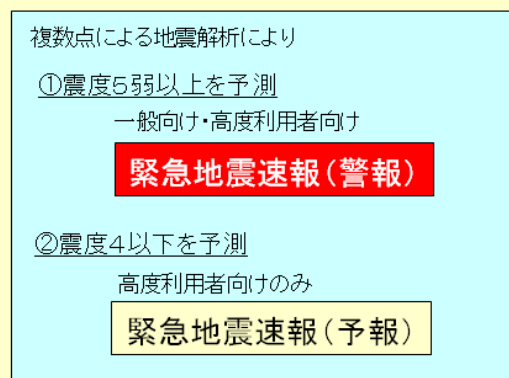 複数点による地震解析により
①震度5弱以上を予測
一般向け・高度利用者向け
緊急地震速報(警報)
②震度4以下を予測
高度利用者向けのみ
緊急地震速報(予報)